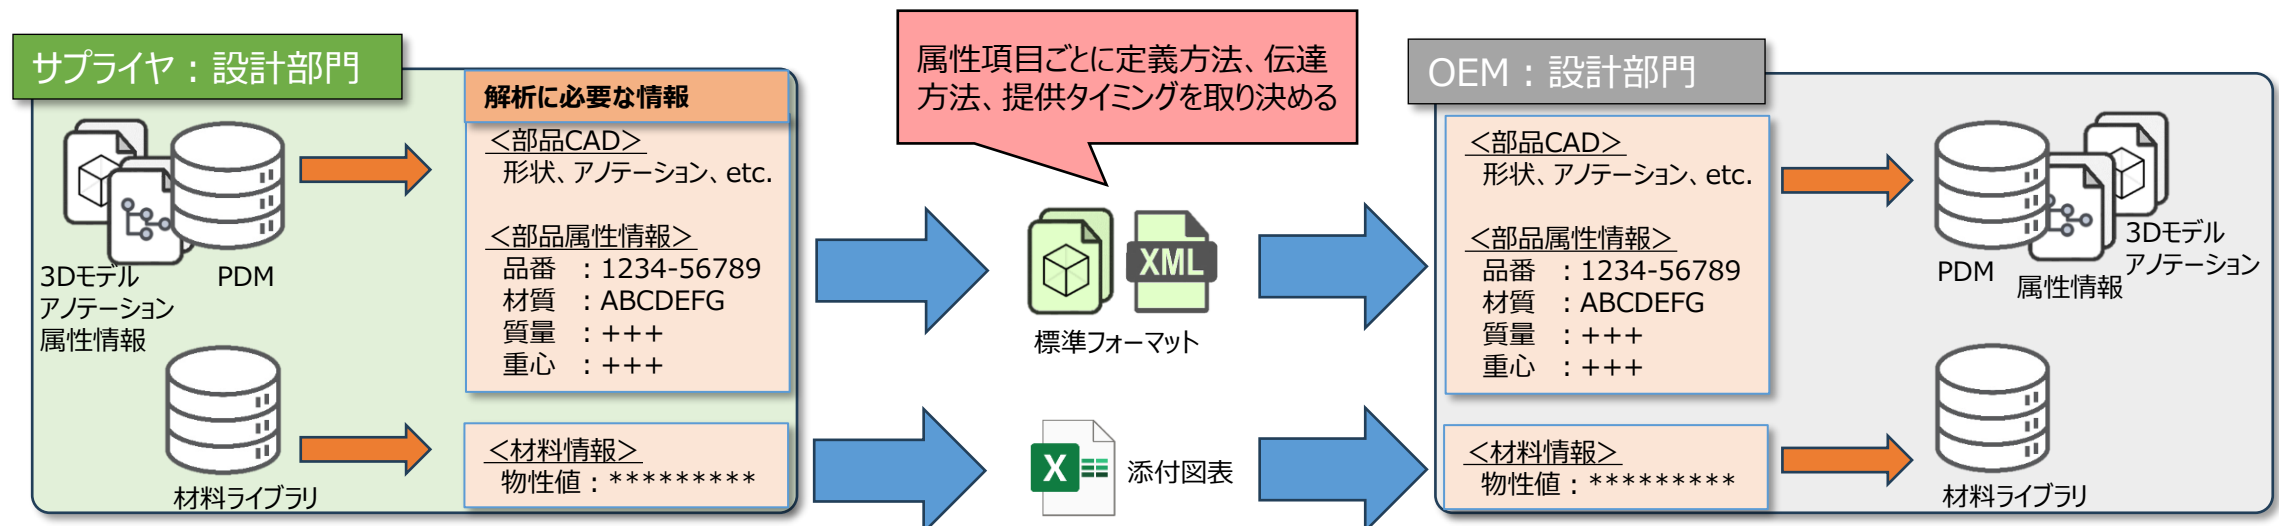 サプライヤ：設計部門
3Dモデル
アノテーション
属性情報
PDM
材料ライブラリ
解析に必要な情報
＜部品CAD＞
形状、アノテーション、etc.
＜部品属性情報＞
品番 ：1234-56789
材質 ：ABCDEFG
質量 ：+++
重心 ：+++
＜材料情報＞
物性値：*********
属性項目ごとに定義方法、伝達
方法、提供タイミングを取り決める
XML
標準フォーマット
X
添付図表
OEM：設計部門
＜部品CAD＞
形状、アノテーション、etc.
＜部品属性情報＞
品番 ：1234-56789
材質 ：ABCDEFG
質量 ：+++
重心 ：+++
＜材料情報＞
物性値：*********
PDM
属性情報
3Dモデル
アノテーション
材料ライブラリ